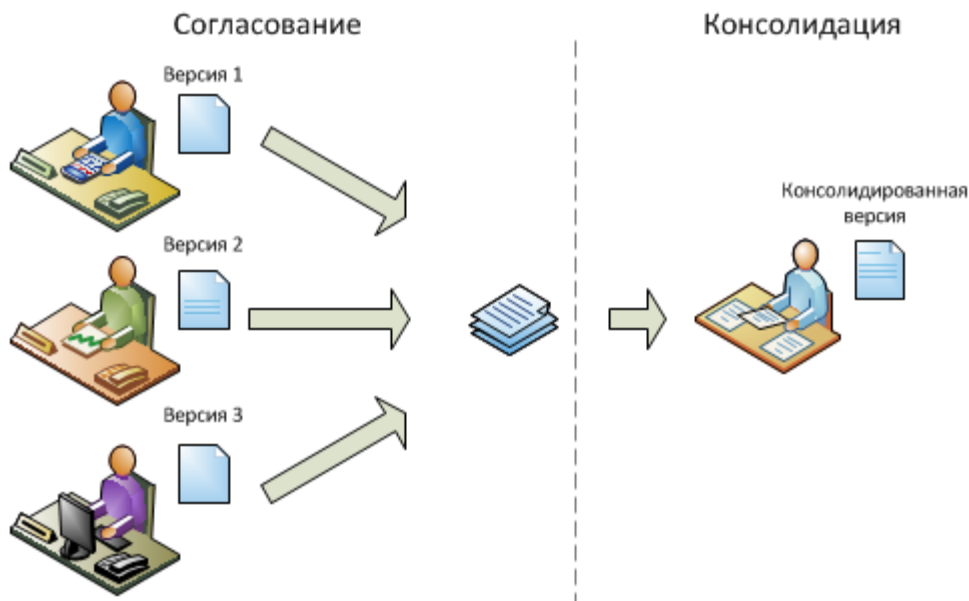 Согласование
Консолидация
Версия 1
Версия 2
Версия 3
Консолидированная
версия